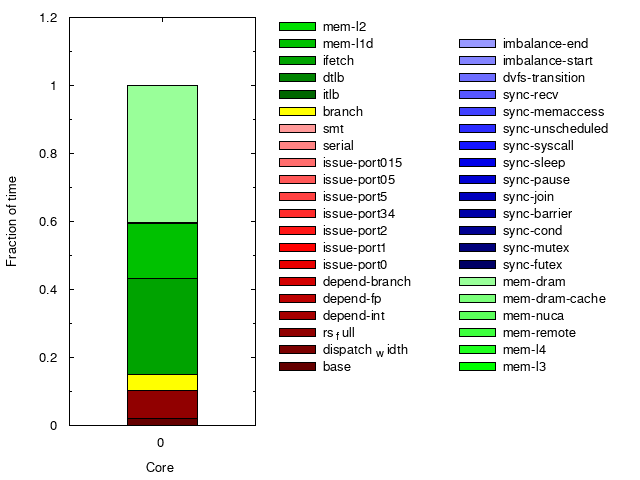 1.2
1
0.8
0.6
0.4
0.2
0
Fraction of time
0
Core
mem-l2
mem-l1d
ifetch
dtlb
itlb
branch
smt
serial
issue-port015
issue-port05
issue-port5
issue-port34
issue-port2
issue-port1
issue-port0
depend-branch
depend-fp
depend-int
rs f ull
dispatch w idth
base
imbalance-end
imbalance-start
dvfs-transition
sync-recv
sync-memaccess
sync-unscheduled
sync-syscall
sync-sleep
sync-pause
sync-join
sync-barrier
sync-cond
sync-mutex
sync-futex
mem-dram
mem-dram-cache
mem-nuca
mem-remote
mem-l4
mem-l3